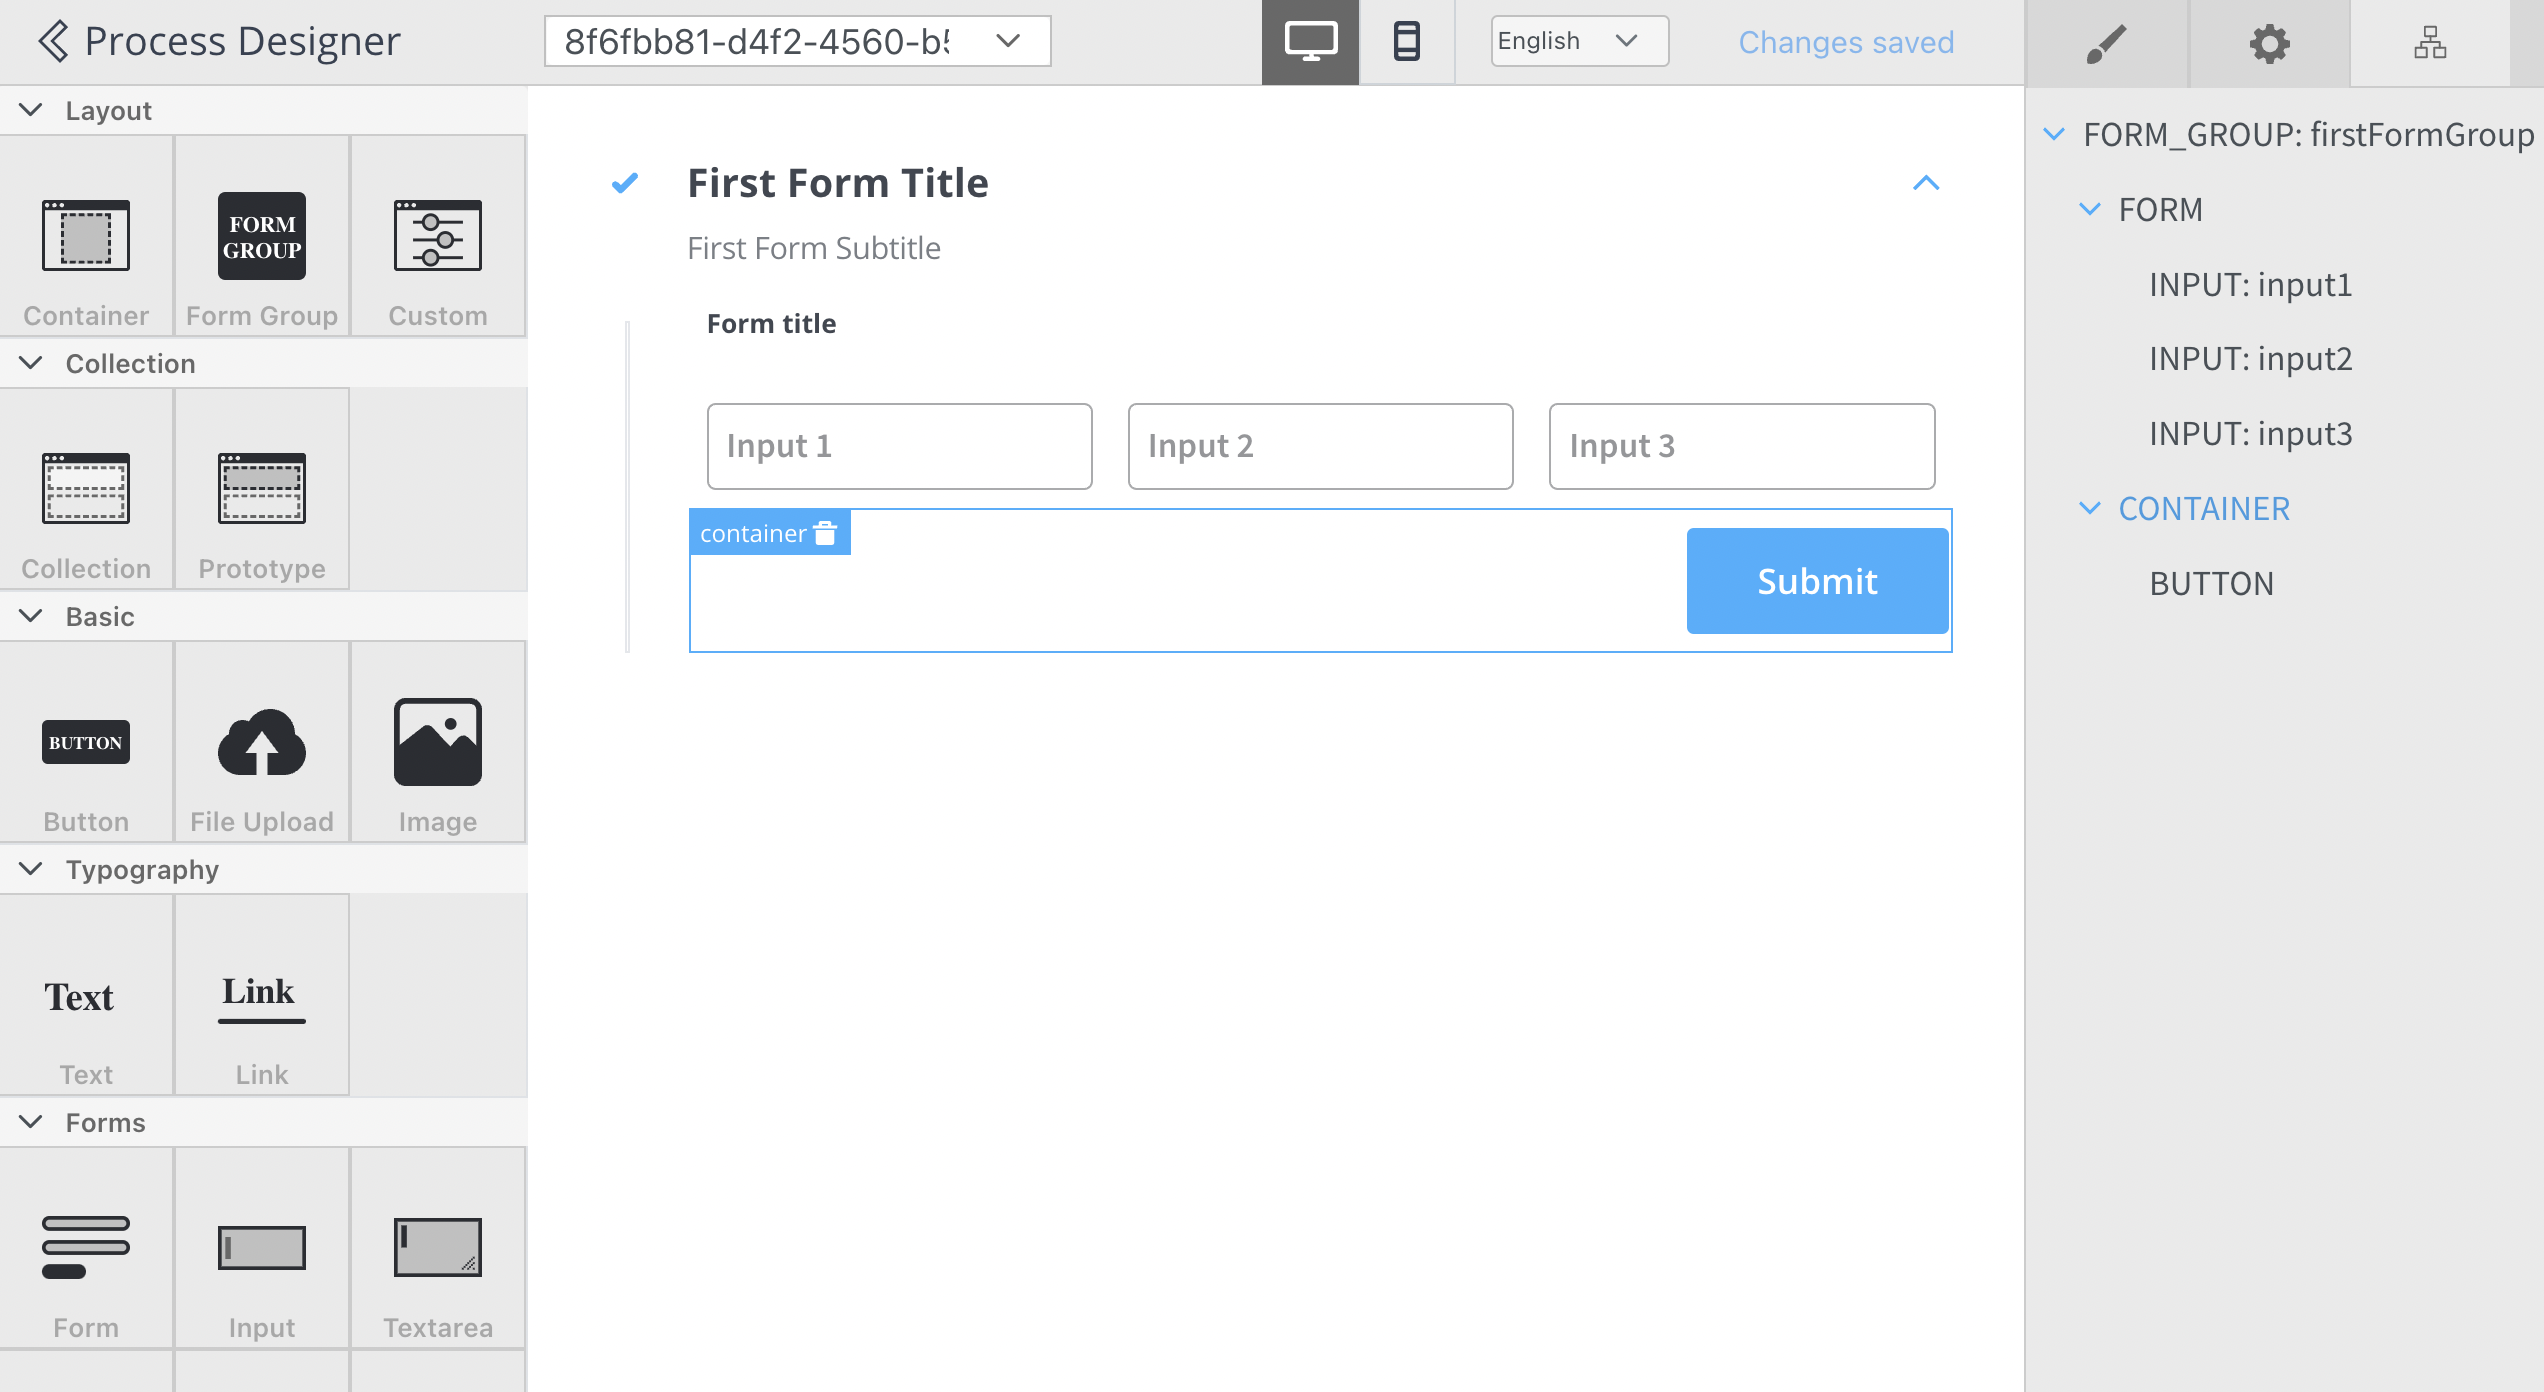 Process Designer
8f6fbb81-d4f2-4560-b
English
Changes saved
Layout
FORM
GROUP
Container
Form Group
Custom
Collection
Collection
Prototype
Basic
BUTTON
Button
File Upload
Image
Typography
Text
Link
Text
Link
Forms
Form
Input
Textarea
First Form Title
First Form Subtitle
Form title
Input 1
Input 2
Input 3
container
Submit
FORM_GROUP: firstFormGroup
FORM
INPUT: input1
INPUT: input2
INPUT: input3
CONTAINER
BUTTON